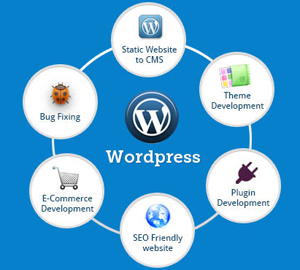 Static Website
to CMS
Theme
Development
Plugin
Development
SEO Friendly
website
E-Commerce
Development
Bug Fixing
Wordpress